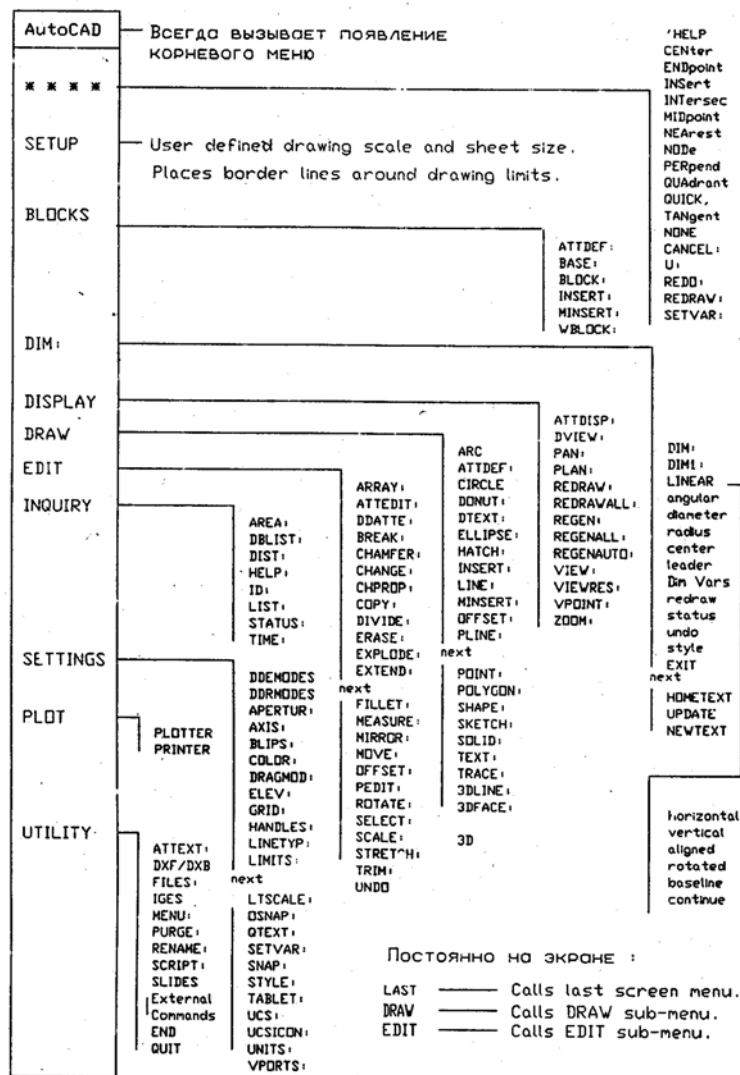 AutoCAD
Всегда вызывает появление
корневого меню
* * * *
'HELP
CENter
ENDpoint
INSert
INTersec
MIDpoint
NEArest
NODe
PERpend
QUAdrant
QUICK,
TANgent
NONE
CANCEL:
U:
REDO:
REDRAW:
SETVAR:
SETUP
User defined drawing scale and sheet size.
Places border lines around drawing limits.
BLOCKS
ATTDEF:
BASE:
BLOCK:
INSERT:
MINSERT:
WBLOCK:
DIM:
DIM:
DIM1:
LINEAR
angular
diameter
radius
center
leader
Dim Vars
redraw
status
undo
style
EXIT
next
HOMETEXT
UPDATE
NEWTEXT
horizontal
vertical
aligned
rotated
baseline
continue
DISPLAY
ATTDISP:
DVIEW:
PAN:
PLAN:
REDRAW:
REDRAWALL:
REGEN:
REGENALL:
REGENAUTO:
VIEW:
VIEWRES:
VPOINT:
ZOOM:
DRAW
ARC
ATTDEF:
CIRCLE
DONUT:
DTEXT:
ELLIPSE:
HATCH:
INSERT:
LINE:
MINSERT:
OFFSET:
PLINE:
next
POINT:
POLYGON:
SHAPE:
SKETCH:
SOLID:
TEXT:
TRACE:
3DLINE:
3DFACE:
3D
EDIT
ARRAY:
ATTEDIT:
DDATTE:
BREAK:
CHAMFER:
CHANGE:
CHPROP:
COPY:
DIVIDE:
ERASE:
EXPLODE:
EXTEND:
next
FILLET:
MEASURE:
MIRROR:
MOVE:
OFFSET:
PEDIT:
ROTATE:
SELECT:
SCALE:
STRETCH:
TRIM:
UNDO
INQUIRY
AREA:
DBLIST:
DIST:
HELP:
ID:
LIST:
STATUS:
TIME:
SETTINGS
DDEMODES
DDRMODES
APERTUR:
AXIS:
BLIPS:
COLOR:
DRAGMOD:
ELEV:
GRID:
HANDLES:
LINETYP:
LIMITS:
next
LTSCALE:
OSNAP:
QTEXT:
SETVAR:
SNAP:
STYLE:
TABLET:
UCS:
UCSICON:
UNITS:
VPORTS:
PLOT
PLOTTER
PRINTER
UTILITY
ATTEXT:
DXF/DXB
FILES:
IGES
MENU:
PURGE:
RENAME:
SCRIPT:
SLIDES
External
Commands
END
QUIT
Постоянно на экране :
LAST Calls last screen menu.
DRAW Calls DRAW sub-menu.
EDIT Calls EDIT sub-menu.